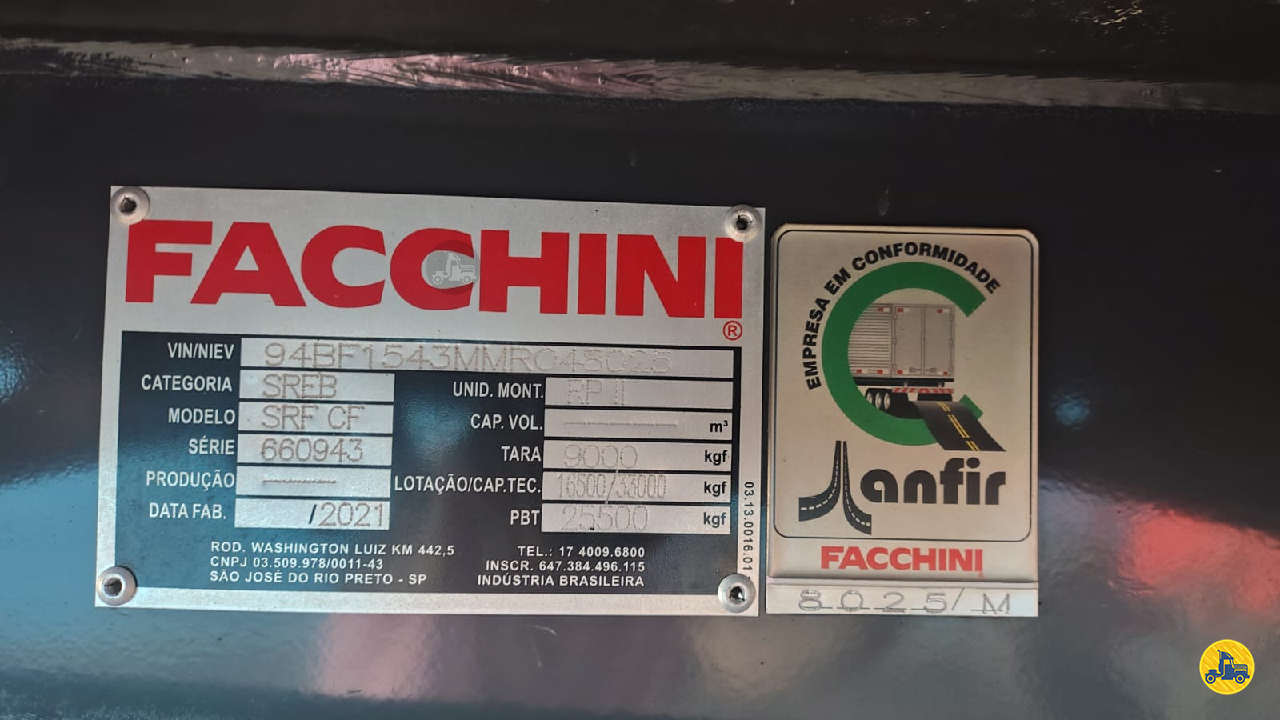 FACCHINI
®
VIN/NIEV 94BF1543MMR048025
CATEGORIA SREB
UNID. MONT. FP II
MODELO SRF CF
CAP. VOL. m³
SÉRIE 660943
TARA 9000 kgf
PRODUÇÃO
LOTAÇÃO/CAP.TEC. 16500/33000 kgf
DATA FAB. /2021
PBT 25500 kgf
ROD. WASHINGTON LUIZ KM 442,5
CNPJ 03.509.978/0011-43
SÃO JOSÉ DO RIO PRETO - SP
TEL.: 17 4009.6800
INSCR. 647.384.496.115
INDÚSTRIA BRASILEIRA
03.13.0016.01
EMPRESA EM CONFORMIDADE
anfir
FACCHINI
8025/M